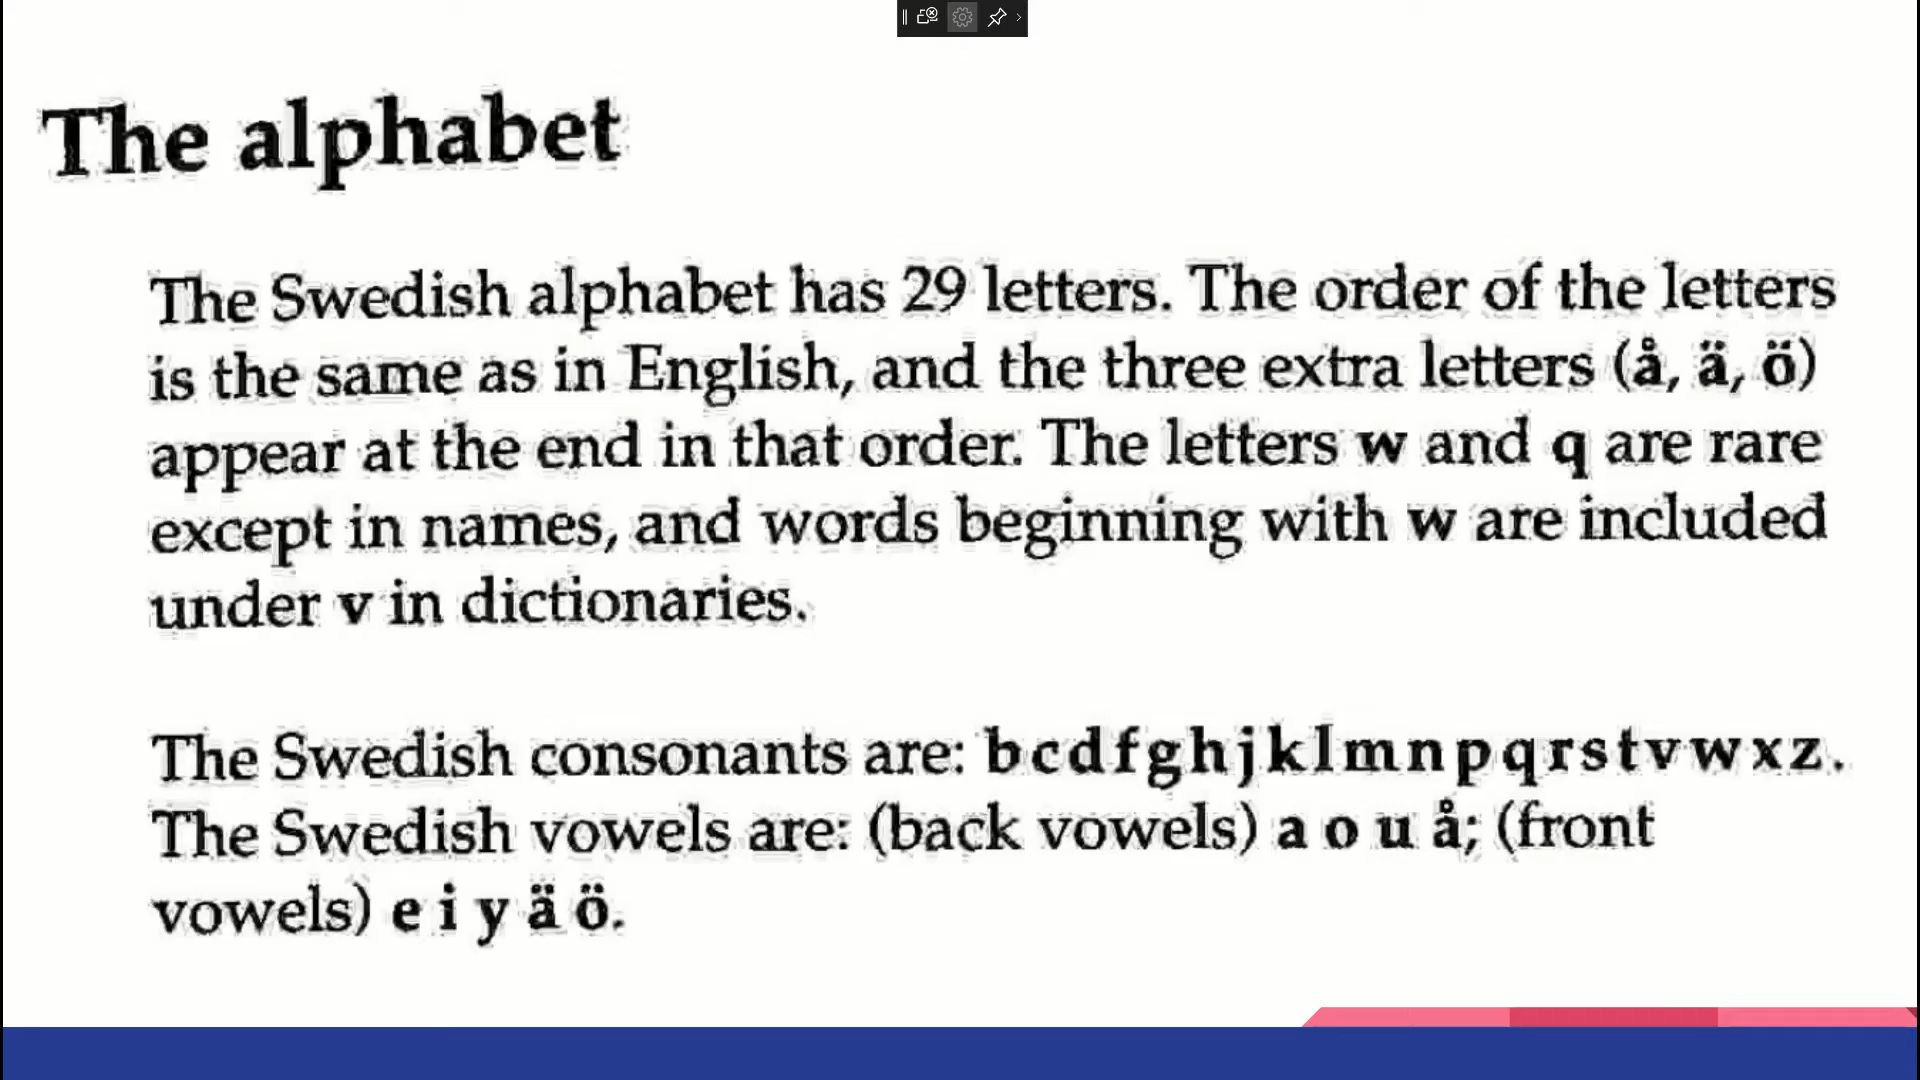 The alphabet
The Swedish alphabet has 29 letters. The order of the letters
is the same as in English, and the three extra letters (å, ä, ö)
appear at the end in that order. The letters w and q are rare
except in names, and words beginning with w are included
under v in dictionaries.
The Swedish consonants are: b c d f g h j k l m n p q r s t v w x z.
The Swedish vowels are: (back vowels) a o u å; (front
vowels) e i y ä ö.